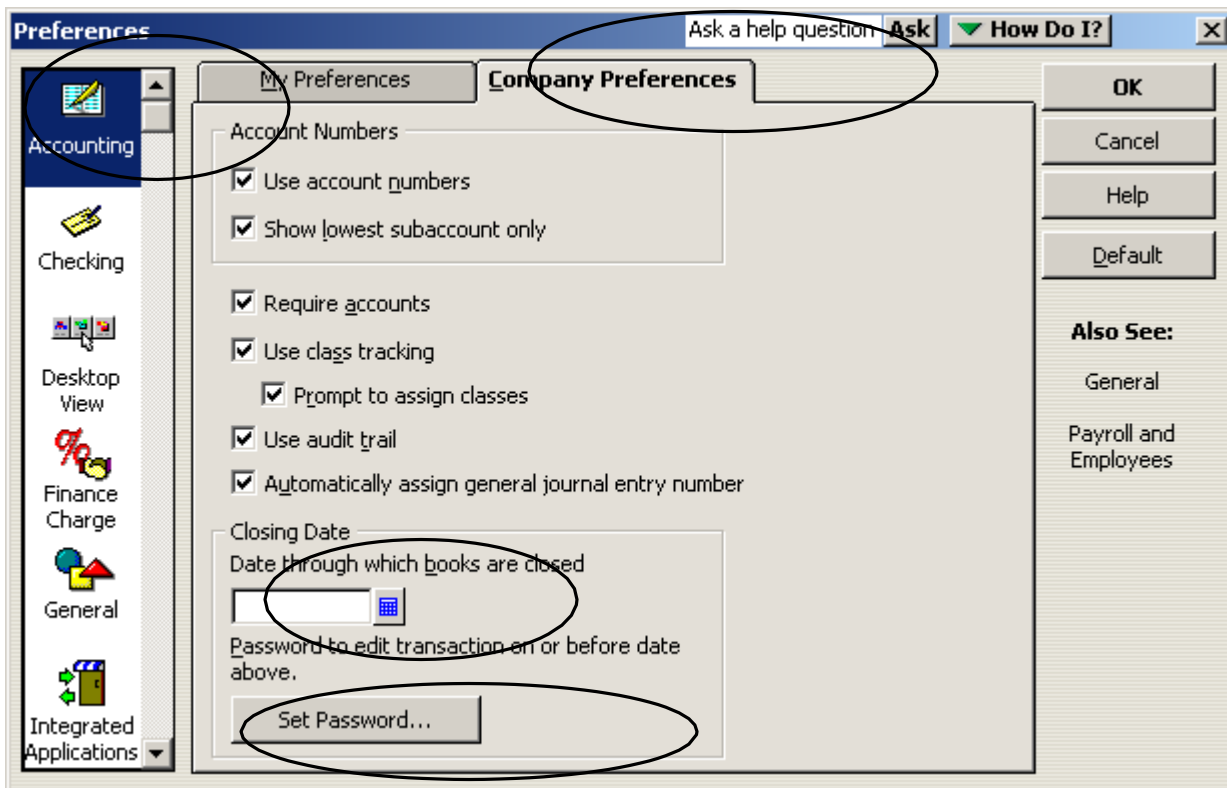 Preferences
Ask a help question Ask How Do I?
My Preferences
Company Preferences
Accounting
Checking
Desktop
View
Finance
Charge
General
Integrated
Applications
Account Numbers
Use account numbers
Show lowest subaccount only
Require accounts
Use class tracking
Prompt to assign classes
Use audit trail
Automatically assign general journal entry number
Closing Date
Date through which books are closed
Password to edit transaction on or before date
above.
Set Password...
OK
Cancel
Help
Default
Also See:
General
Payroll and
Employees